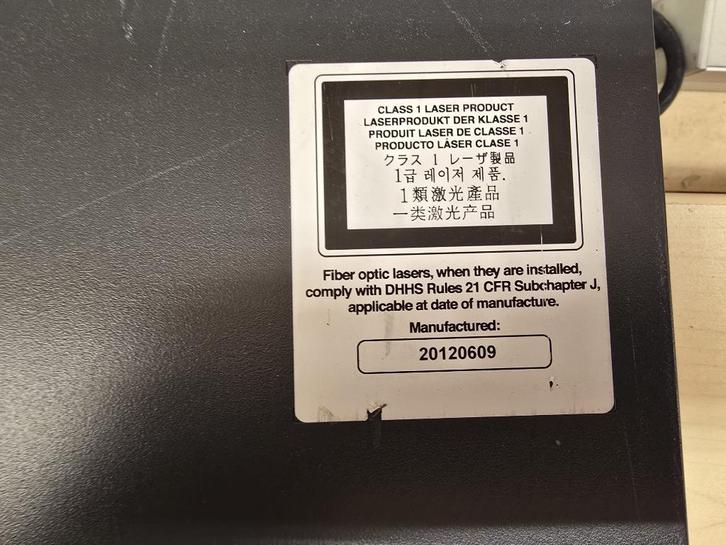 CLASS 1 LASER PRODUCT
LASERPRODUKT DER KLASSE 1
PRODUIT LASER DE CLASSE 1
PRODUCTO LÁSER CLASE 1
クラス 1 レーザ製品
1급 레이저 제품.
1類激光產品
一类激光产品
Fiber optic lasers, when they are installed,
comply with DHHS Rules 21 CFR Subchapter J,
applicable at date of manufacture.
Manufactured:
20120609